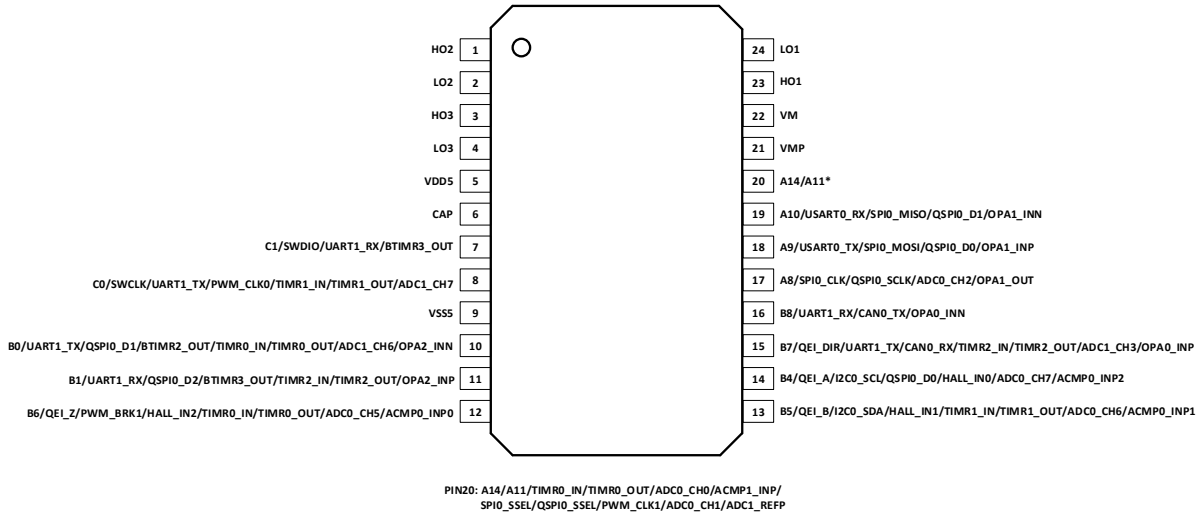 HO2 1
LO2 2
HO3 3
LO3 4
VDD5 5
CAP 6
C1/SWDIO/UART1_RX/BTIMR3_OUT 7
C0/SWCLK/UART1_TX/PWM_CLK0/TIMR1_IN/TIMR1_OUT/ADC1_CH7 8
VSS5 9
B0/UART1_TX/QSPI0_D1/BTIMR2_OUT/TIMR0_IN/TIMR0_OUT/ADC1_CH6/OPA2_INN 10
B1/UART1_RX/QSPI0_D2/BTIMR3_OUT/TIMR2_IN/TIMR2_OUT/OPA2_INP 11
B6/QEI_Z/PWM_BRK1/HALL_IN2/TIMR0_IN/TIMR0_OUT/ADC0_CH5/ACMP0_INP0 12
24 LO1
23 HO1
22 VM
21 VMP
20 A14/A11*
19 A10/USART0_RX/SPI0_MISO/QSPI0_D1/OPA1_INN
18 A9/USART0_TX/SPI0_MOSI/QSPI0_D0/OPA1_INP
17 A8/SPI0_CLK/QSPI0_SCLK/ADC0_CH2/OPA1_OUT
16 B8/UART1_RX/CAN0_TX/OPA0_INN
15 B7/QEI_DIR/UART1_TX/CAN0_RX/TIMR2_IN/TIMR2_OUT/ADC1_CH3/OPA0_INP
14 B4/QEI_A/I2C0_SCL/QSPI0_D0/HALL_IN0/ADC0_CH7/ACMP0_INP2
13 B5/QEI_B/I2C0_SDA/HALL_IN1/TIMR1_IN/TIMR1_OUT/ADC0_CH6/ACMP0_INP1
PIN20: A14/A11/TIMR0_IN/TIMR0_OUT/ADC0_CH0/ACMP1_INP/
SPI0_SSEL/QSPI0_SSEL/PWM_CLK1/ADC0_CH1/ADC1_REFP